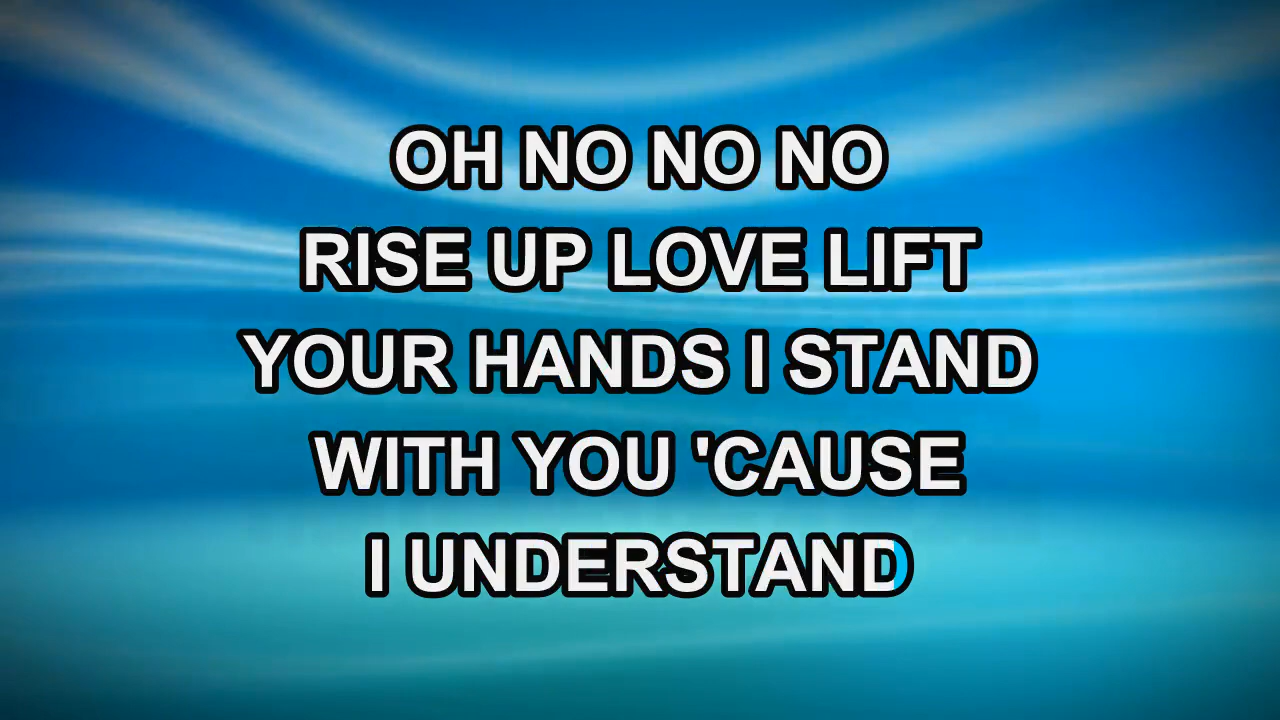 OH NO NO NO
RISE UP LOVE LIFT
YOUR HANDS I STAND
WITH YOU 'CAUSE
I UNDERSTAND